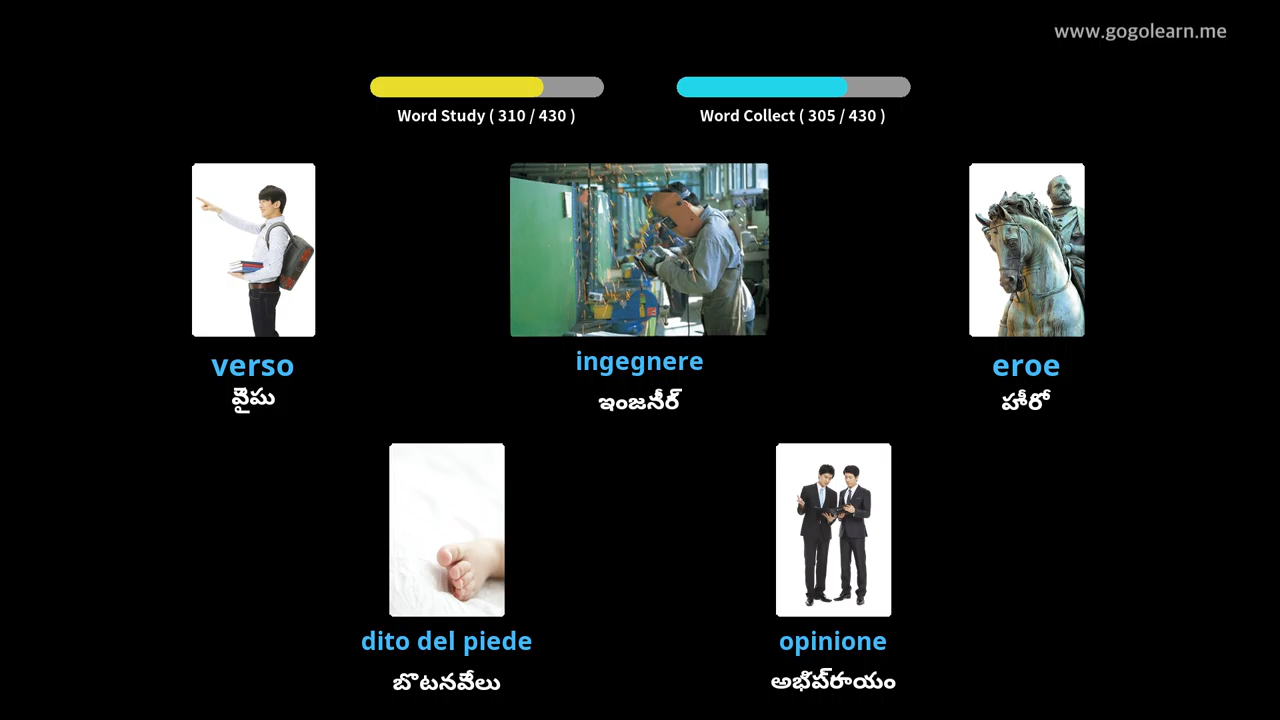 www.gogolearn.me
Word Study ( 310 / 430 )
Word Collect ( 305 / 430 )
verso
వైపు
ingegnere
ఇంజనీర్
eroe
హీరో
dito del piede
బొటనవేలు
opinione
అభిప్రాయం